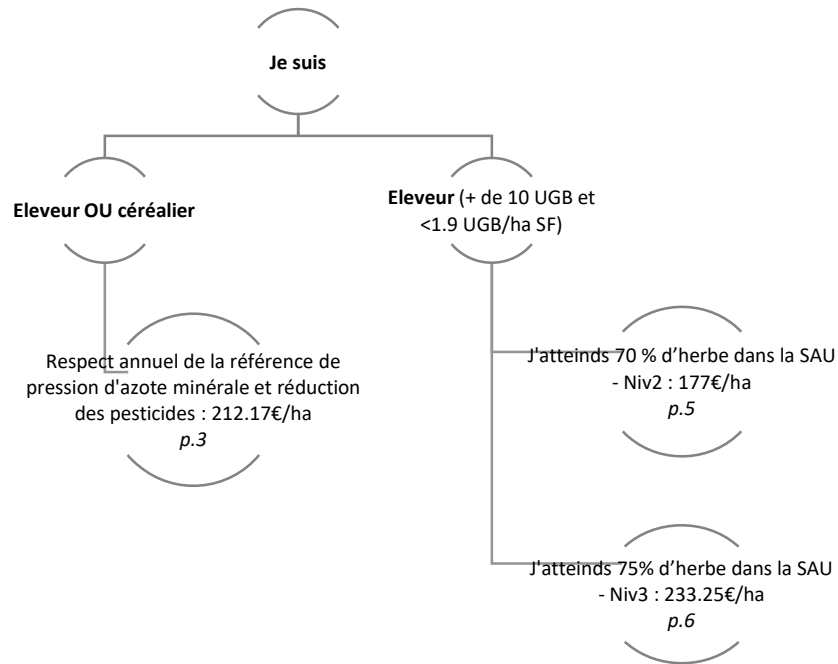 Je suis
Eleveur OU céréalier
Eleveur (+ de 10 UGB et
<1.9 UGB/ha SF)
Respect annuel de la référence de
pression d'azote minérale et réduction
des pesticides : 212.17€/ha
p.3
J'atteinds 70 % d’herbe dans la SAU
- Niv2 : 177€/ha
p.5
J'atteinds 75% d’herbe dans la SAU
- Niv3 : 233.25€/ha
p.6